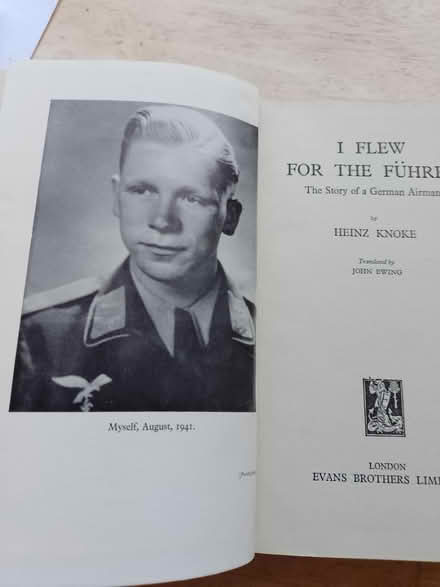 Myself, August, 1941.
I FLEW
FOR THE FÜHRE
The Story of a German Airman
by
HEINZ KNOKE
Translated by
JOHN EWING
LONDON
EVANS BROTHERS LIMI